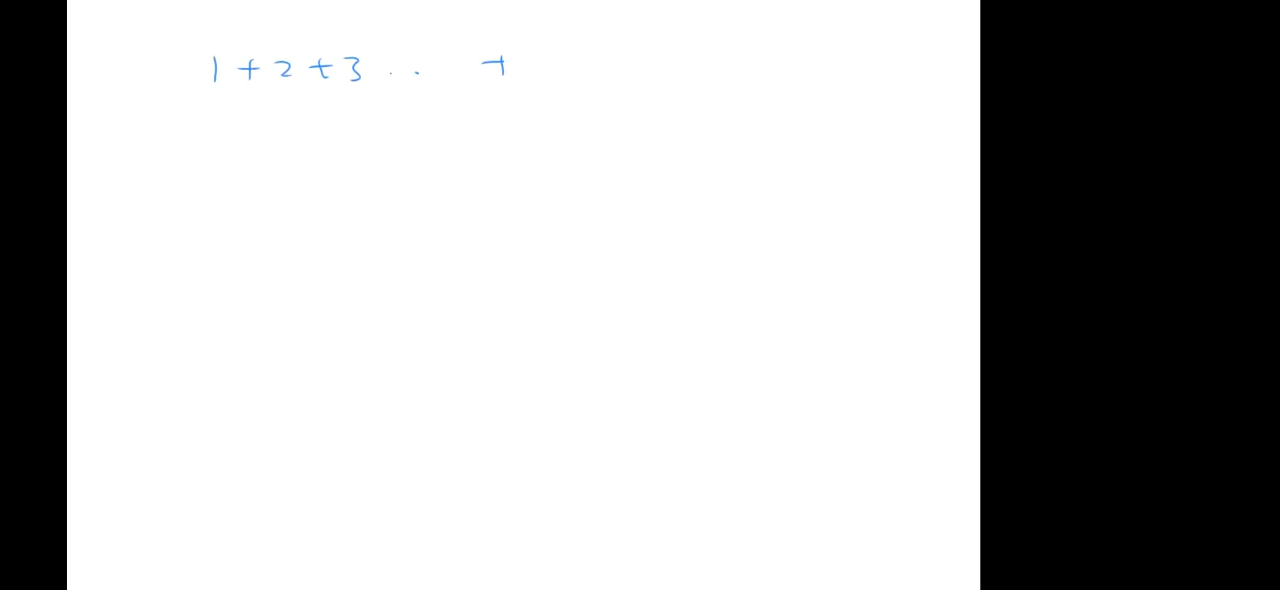 1 + 2 + 3 .. +